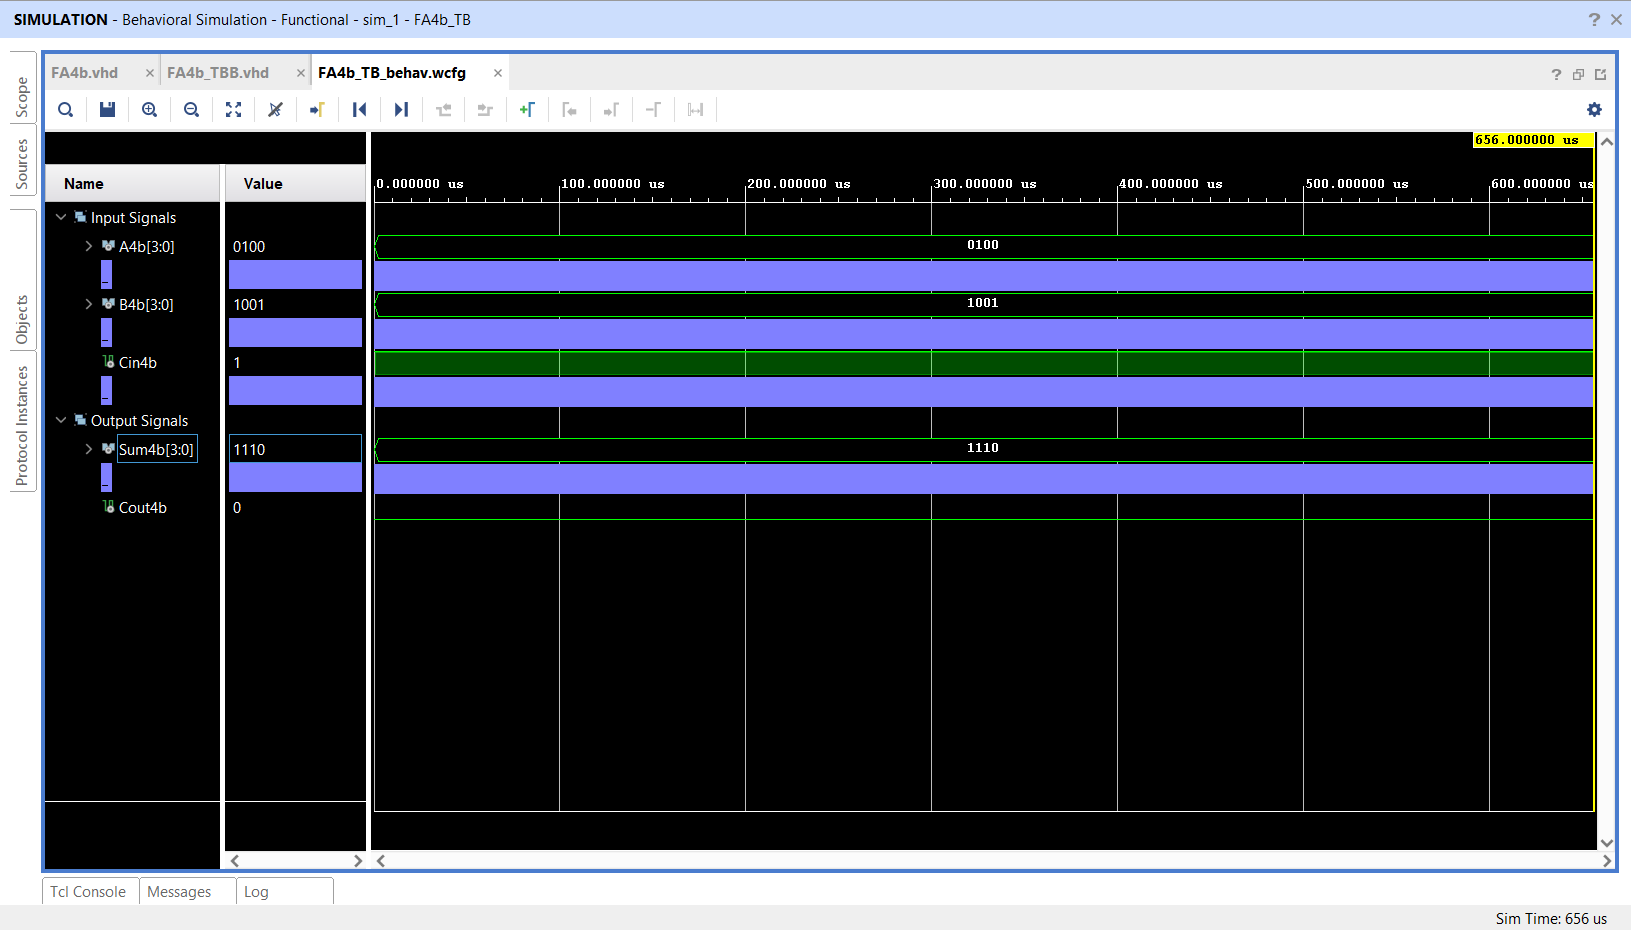 SIMULATION - Behavioral Simulation - Functional - sim_1 - FA4b_TB
? ×
Scope
Sources
Objects
Protocol Instances
FA4b.vhd × FA4b_TBB.vhd × FA4b_TB_behav.wcfg ×
?
656.000000 us
Name Value
0.000000 us 100.000000 us 200.000000 us 300.000000 us 400.000000 us 500.000000 us 600.000000 us
Input Signals
A4b[3:0] 0100 0100
_
B4b[3:0] 1001 1001
_
Cin4b 1
_
Output Signals
Sum4b[3:0] 1110 1110
_
Cout4b 0
Tcl Console Messages Log
Sim Time: 656 us